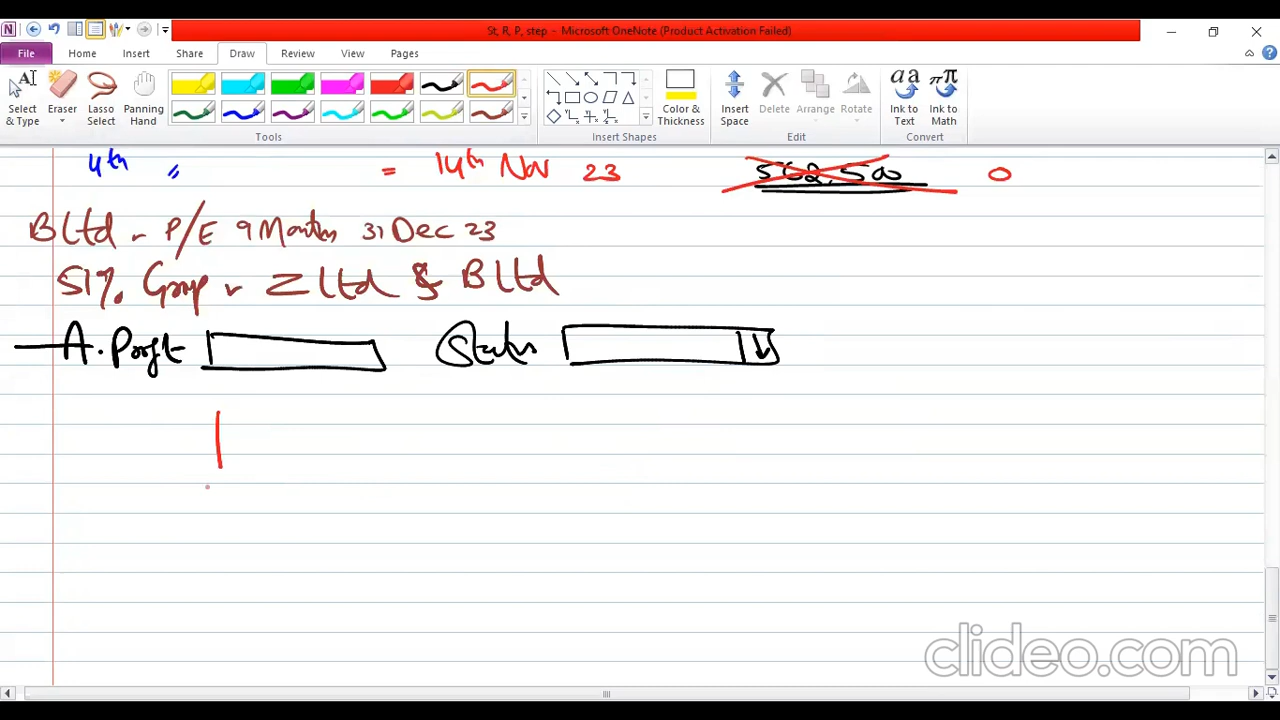 St, R, P, step - Microsoft OneNote (Product Activation Failed)
File Home Insert Share Draw Review View Pages
Select & Type
Eraser
Lasso Select
Panning Hand
Color & Thickness
Insert Space
Delete
Arrange
Rotate
Ink to Text
Ink to Math
Tools
Insert Shapes
Edit
Convert
4th 〃 = 14th Nov 23 562,500 0
B Ltd - P/E 9 Months 31 Dec 23
51% Group - Z Ltd & B Ltd
A. Profit Status
clideo.com